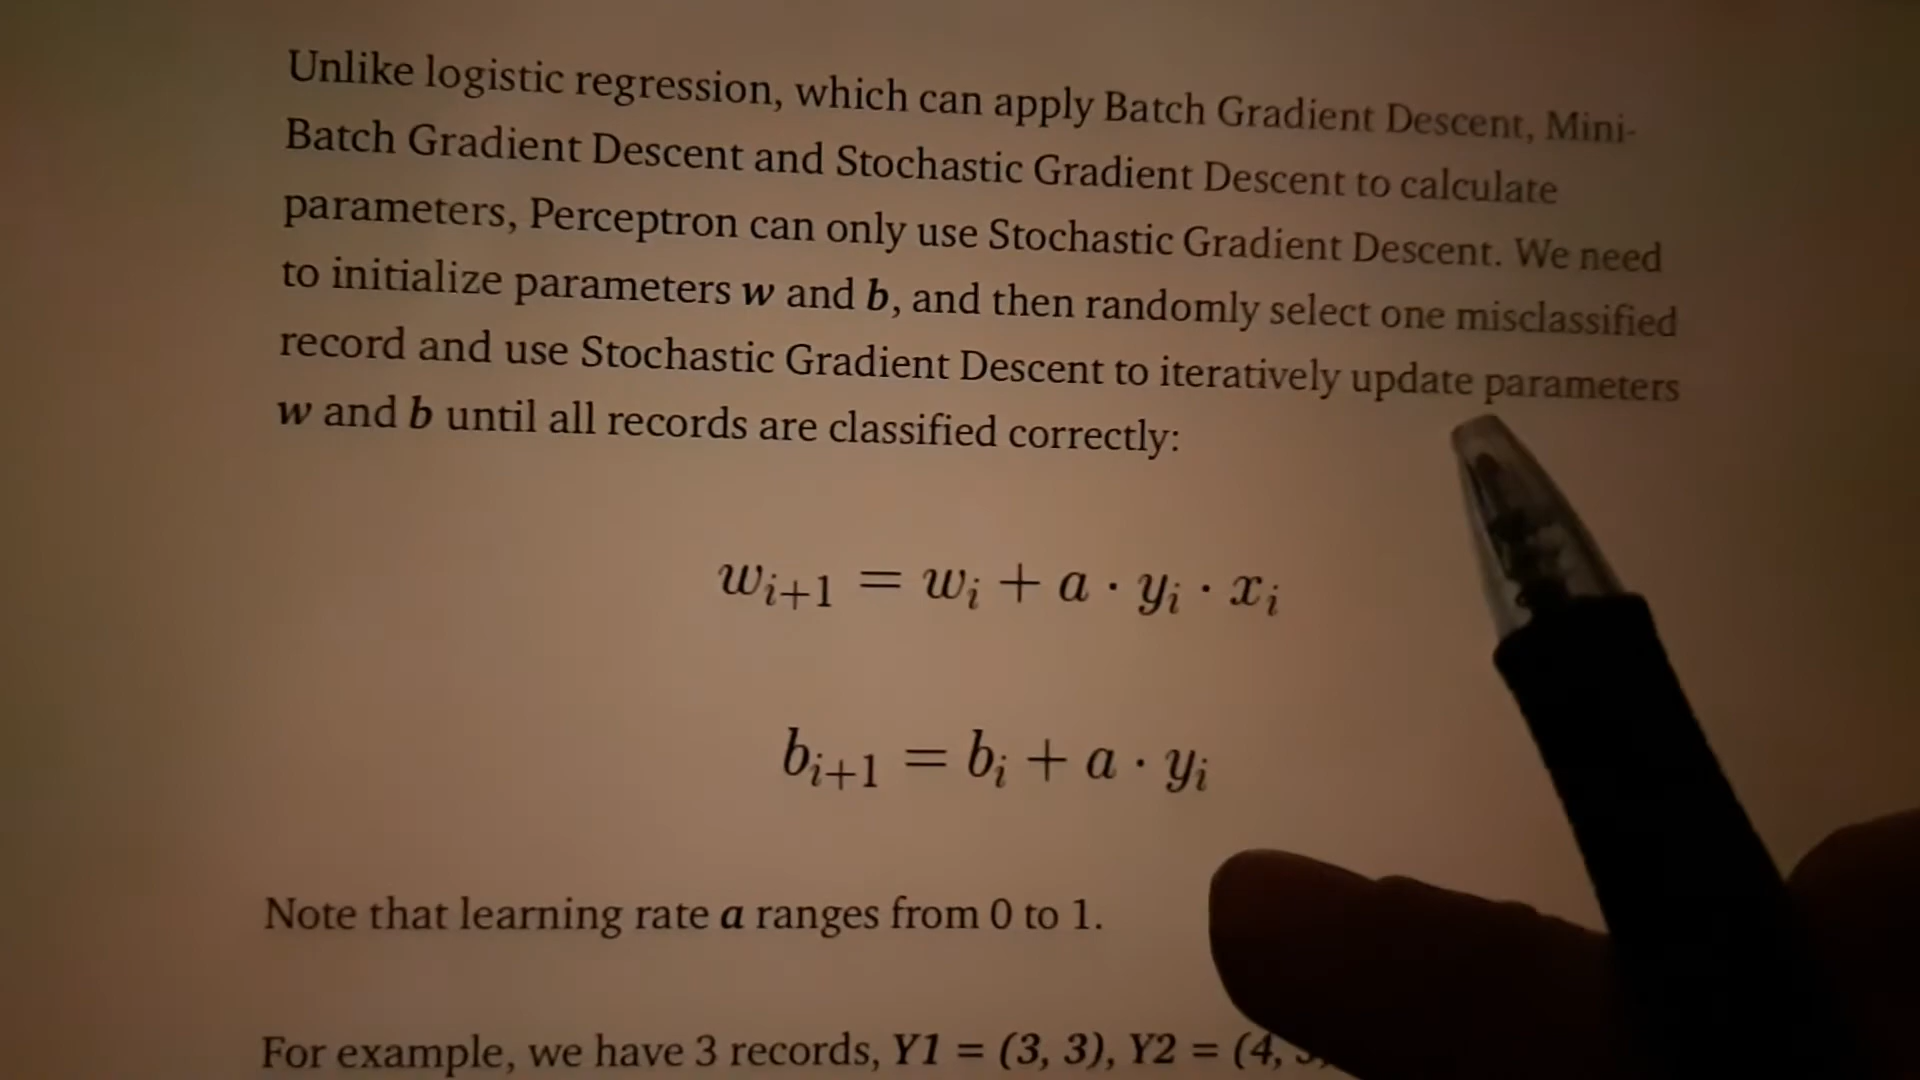 Unlike logistic regression, which can apply Batch Gradient Descent, Mini-
Batch Gradient Descent and Stochastic Gradient Descent to calculate
parameters, Perceptron can only use Stochastic Gradient Descent. We need
to initialize parameters w and b, and then randomly select one misclassified
record and use Stochastic Gradient Descent to iteratively update parameters
w and b until all records are classified correctly:
wᵢ₊₁ = wᵢ + a · yᵢ · xᵢ
bᵢ₊₁ = bᵢ + a · yᵢ
Note that learning rate a ranges from 0 to 1.
For example, we have 3 records, Y1 = (3, 3), Y2 = (4,